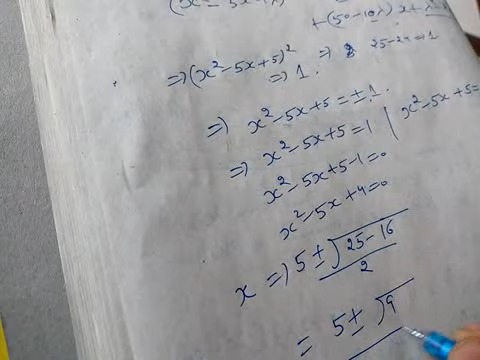 +(50-10λ) x + λ
⇒ (x² - 5x + 5)² ⇒ 1. ⇒ 25-24 ⇒ 1
⇒ x² - 5x + 5 = ± 1
⇒ x² - 5x + 5 = 1 | x² - 5x + 5 =
x² - 5x + 5 - 1 = 0
x² - 5x + 4 = 0
x ⇒ 5 ± √25 - 16 / 2
= 5 ± √9